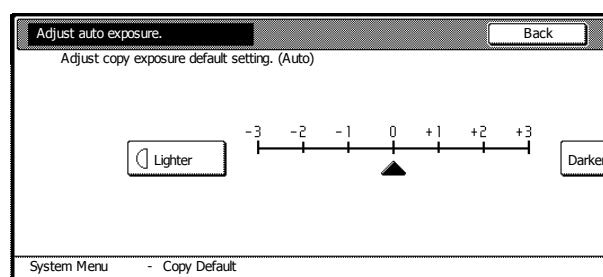 Adjust auto exposure. Back
Adjust copy exposure default setting. (Auto)
-3 -2 -1 0 +1 +2 +3
Lighter Darker
System Menu - Copy Default